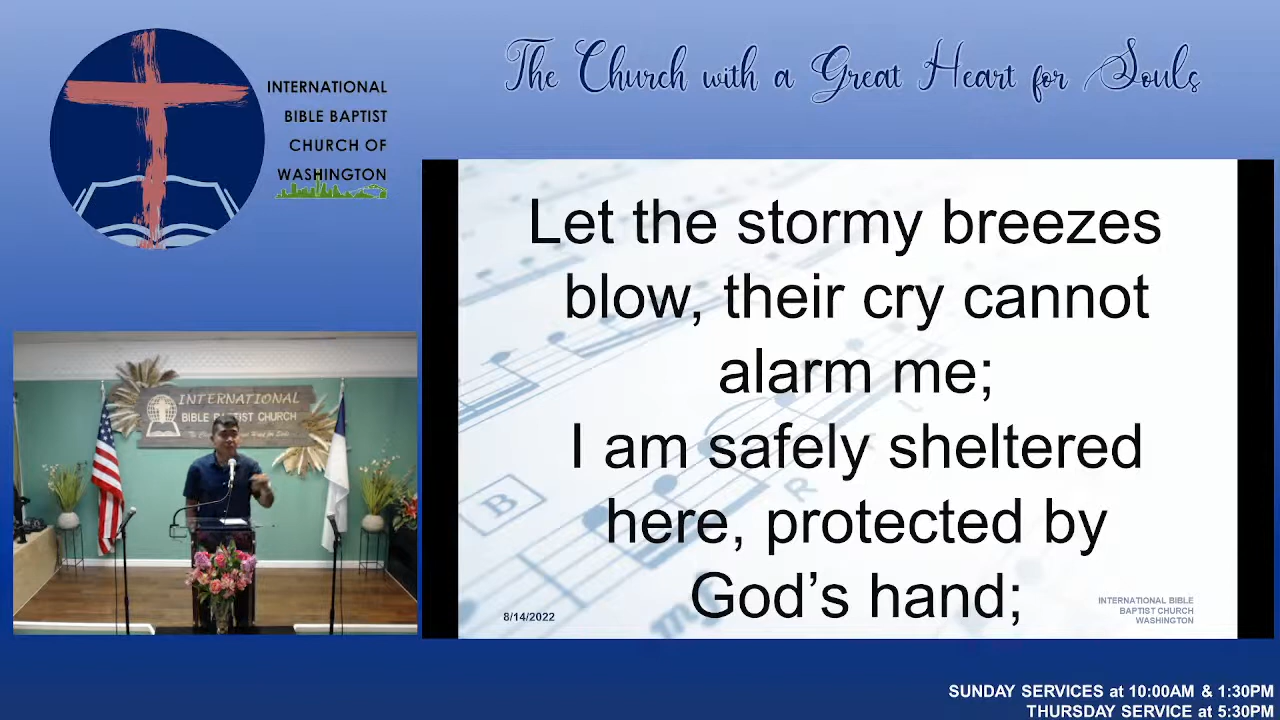 The Church with a Great Heart for Souls
INTERNATIONAL
BIBLE BAPTIST
CHURCH OF
WASHINGTON
Let the stormy breezes
blow, their cry cannot
alarm me;
I am safely sheltered
here, protected by
God’s hand;
B
8/14/2022
INTERNATIONAL BIBLE
BAPTIST CHURCH
WASHINGTON
INTERNATIONAL
BIBLE BAPTIST CHURCH
SUNDAY SERVICES at 10:00AM & 1:30PM
THURSDAY SERVICE at 5:30PM